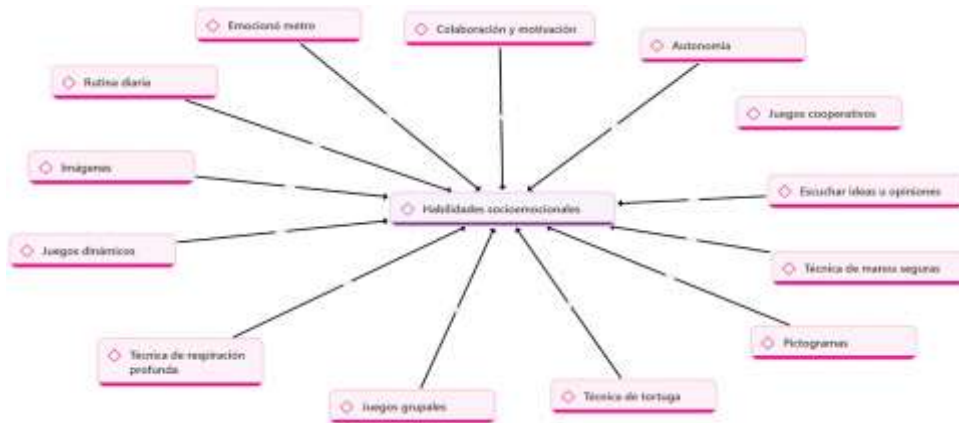 Emocionó metro
Colaboración y motivación
Autonomía
Rutina diaria
Juegos cooperativos
Imágenes
Escuchar ideas u opiniones
Habilidades socioemocionales
Juegos dinámicos
Técnica de manos seguras
Pictogramas
Técnica de respiración
profunda
Juegos grupales
Técnica de tortuga